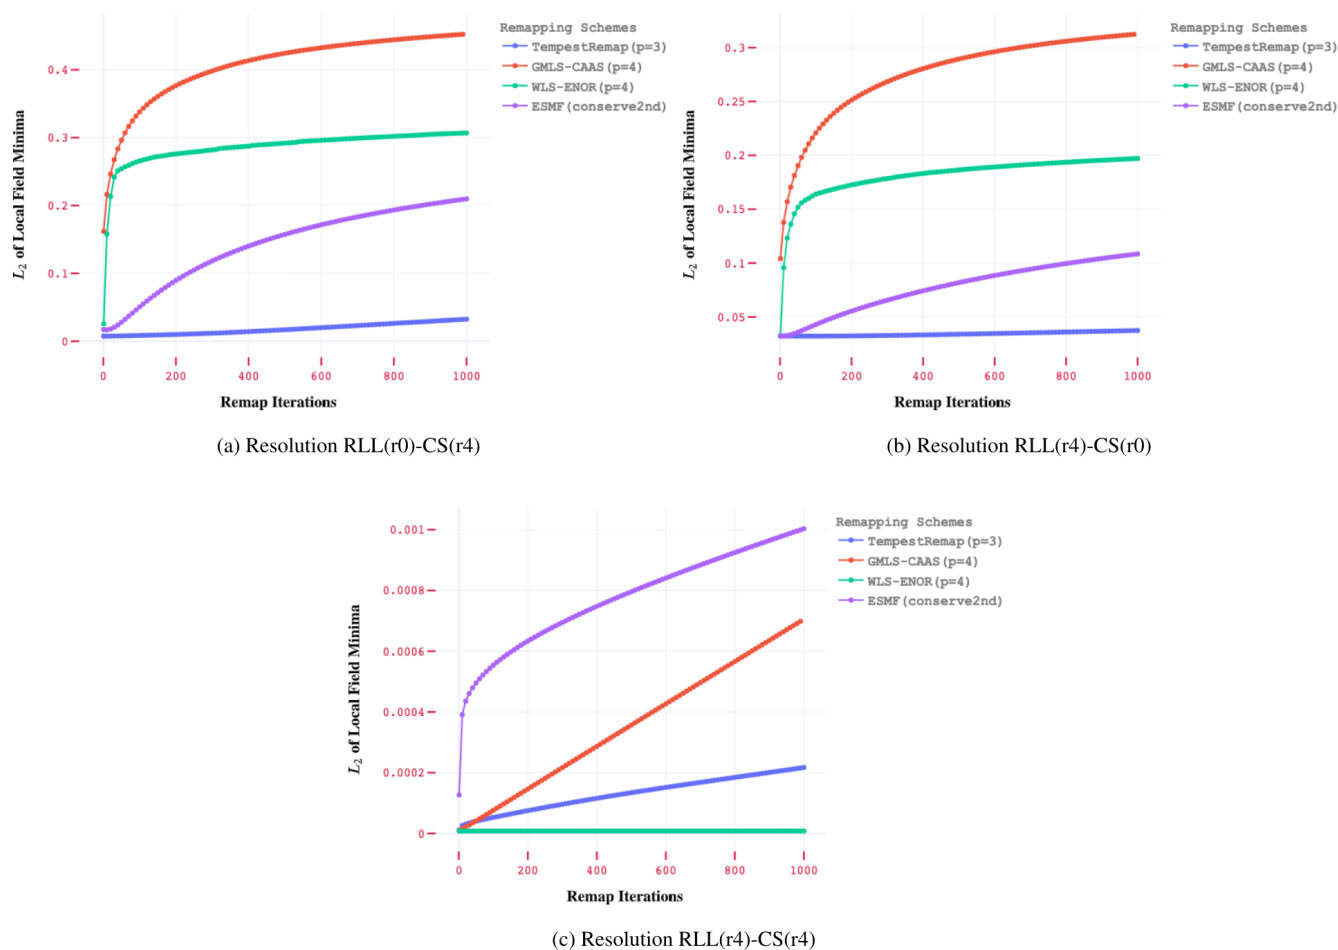 Remapping Schemes
TempestRemap(p=3)
GMLS-CAAS(p=4)
WLS-ENOR(p=4)
ESMF(conserve2nd)
L2 of Local Field Minima
0.4
0.3
0.2
0.1
0
0 200 400 600 800 1000
Remap Iterations
(a) Resolution RLL(r0)-CS(r4)
Remapping Schemes
TempestRemap(p=3)
GMLS-CAAS(p=4)
WLS-ENOR(p=4)
ESMF(conserve2nd)
L2 of Local Field Minima
0.3
0.25
0.2
0.15
0.1
0.05
0 200 400 600 800 1000
Remap Iterations
(b) Resolution RLL(r4)-CS(r0)
Remapping Schemes
TempestRemap(p=3)
GMLS-CAAS(p=4)
WLS-ENOR(p=4)
ESMF(conserve2nd)
L2 of Local Field Minima
0.001
0.0008
0.0006
0.0004
0.0002
0
0 200 400 600 800 1000
Remap Iterations
(c) Resolution RLL(r4)-CS(r4)